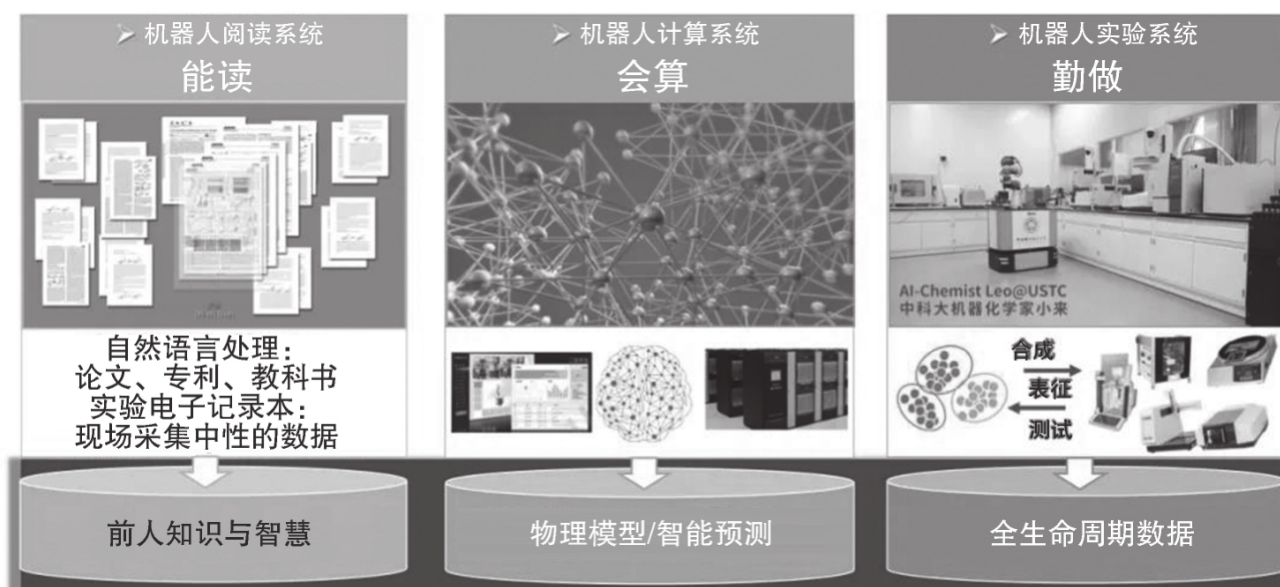 ➢ 机器人阅读系统
能读
自然语言处理：
论文、专利、教科书
实验电子记录本：
现场采集中性的数据
前人知识与智慧
➢ 机器人计算系统
会算
物理模型/智能预测
➢ 机器人实验系统
勤做
AI-Chemist Leo@USTC
中科大机器化学家小来
合成
表征
测试
全生命周期数据